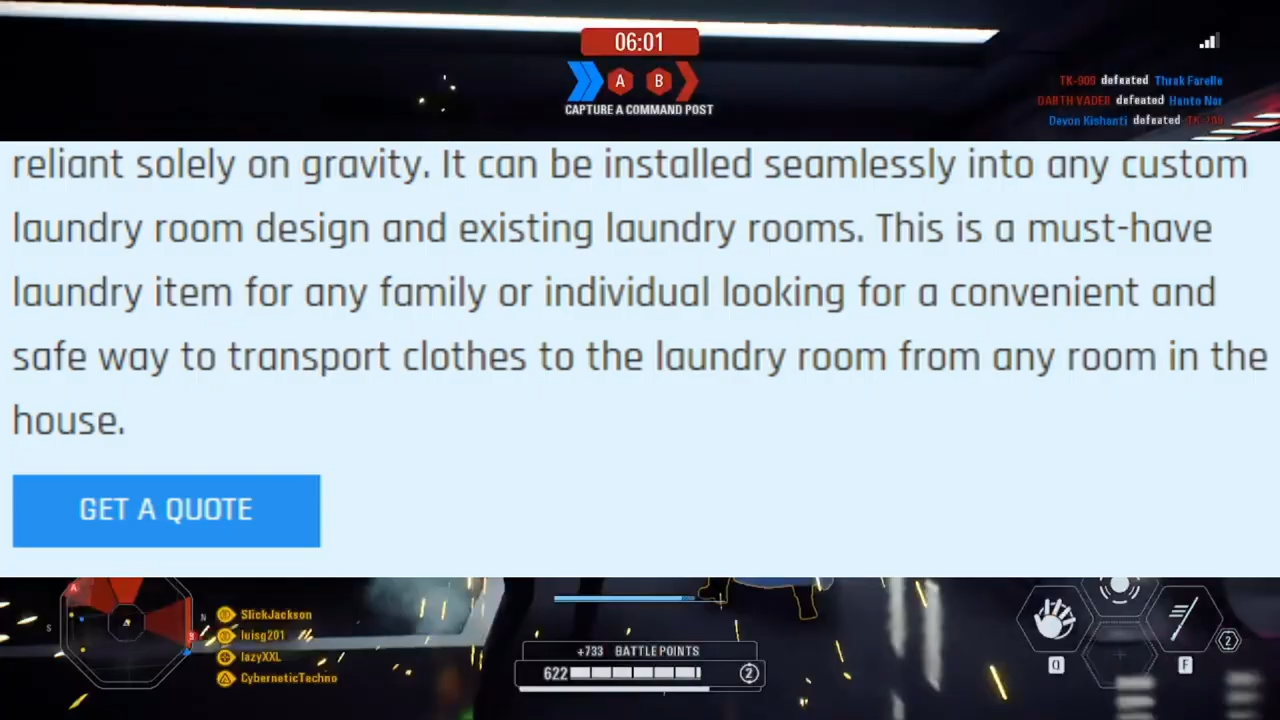 06:01
A B
CAPTURE A COMMAND POST
TK-909 defeated Thrak Farelle
DARTH VADER defeated Hanto Nar
Deyon Kishanti defeated TK-709
reliant solely on gravity. It can be installed seamlessly into any custom
laundry room design and existing laundry rooms. This is a must-have
laundry item for any family or individual looking for a convenient and
safe way to transport clothes to the laundry room from any room in the
house.
GET A QUOTE
A
N
S
B
SlickJackson
luisg201
lazyXXL
CyberneticTechno
+733 BATTLE POINTS
622
2
2
Q
F